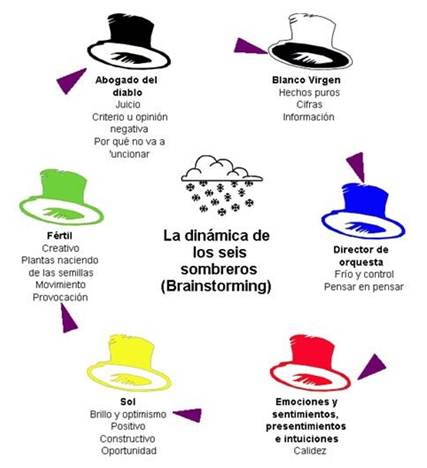 Abogado del
diablo
Juicio
Criterio u opinión
negativa
Por qué no va a
'uncionar
Blanco Virgen
Hechos puros
Cifras
Información
Fértil
Creativo
Plantas naciendo
de las semillas
Movimiento
Provocación
La dinámica de
los seis
sombreros
(Brainstorming)
Director de
orquesta
Frío y control
Pensar en pensar
Sol
Brillo y optimismo
Positivo
Constructivo
Oportunidad
Emociones y
sentimientos,
presentimientos
e intuiciones
Calidez